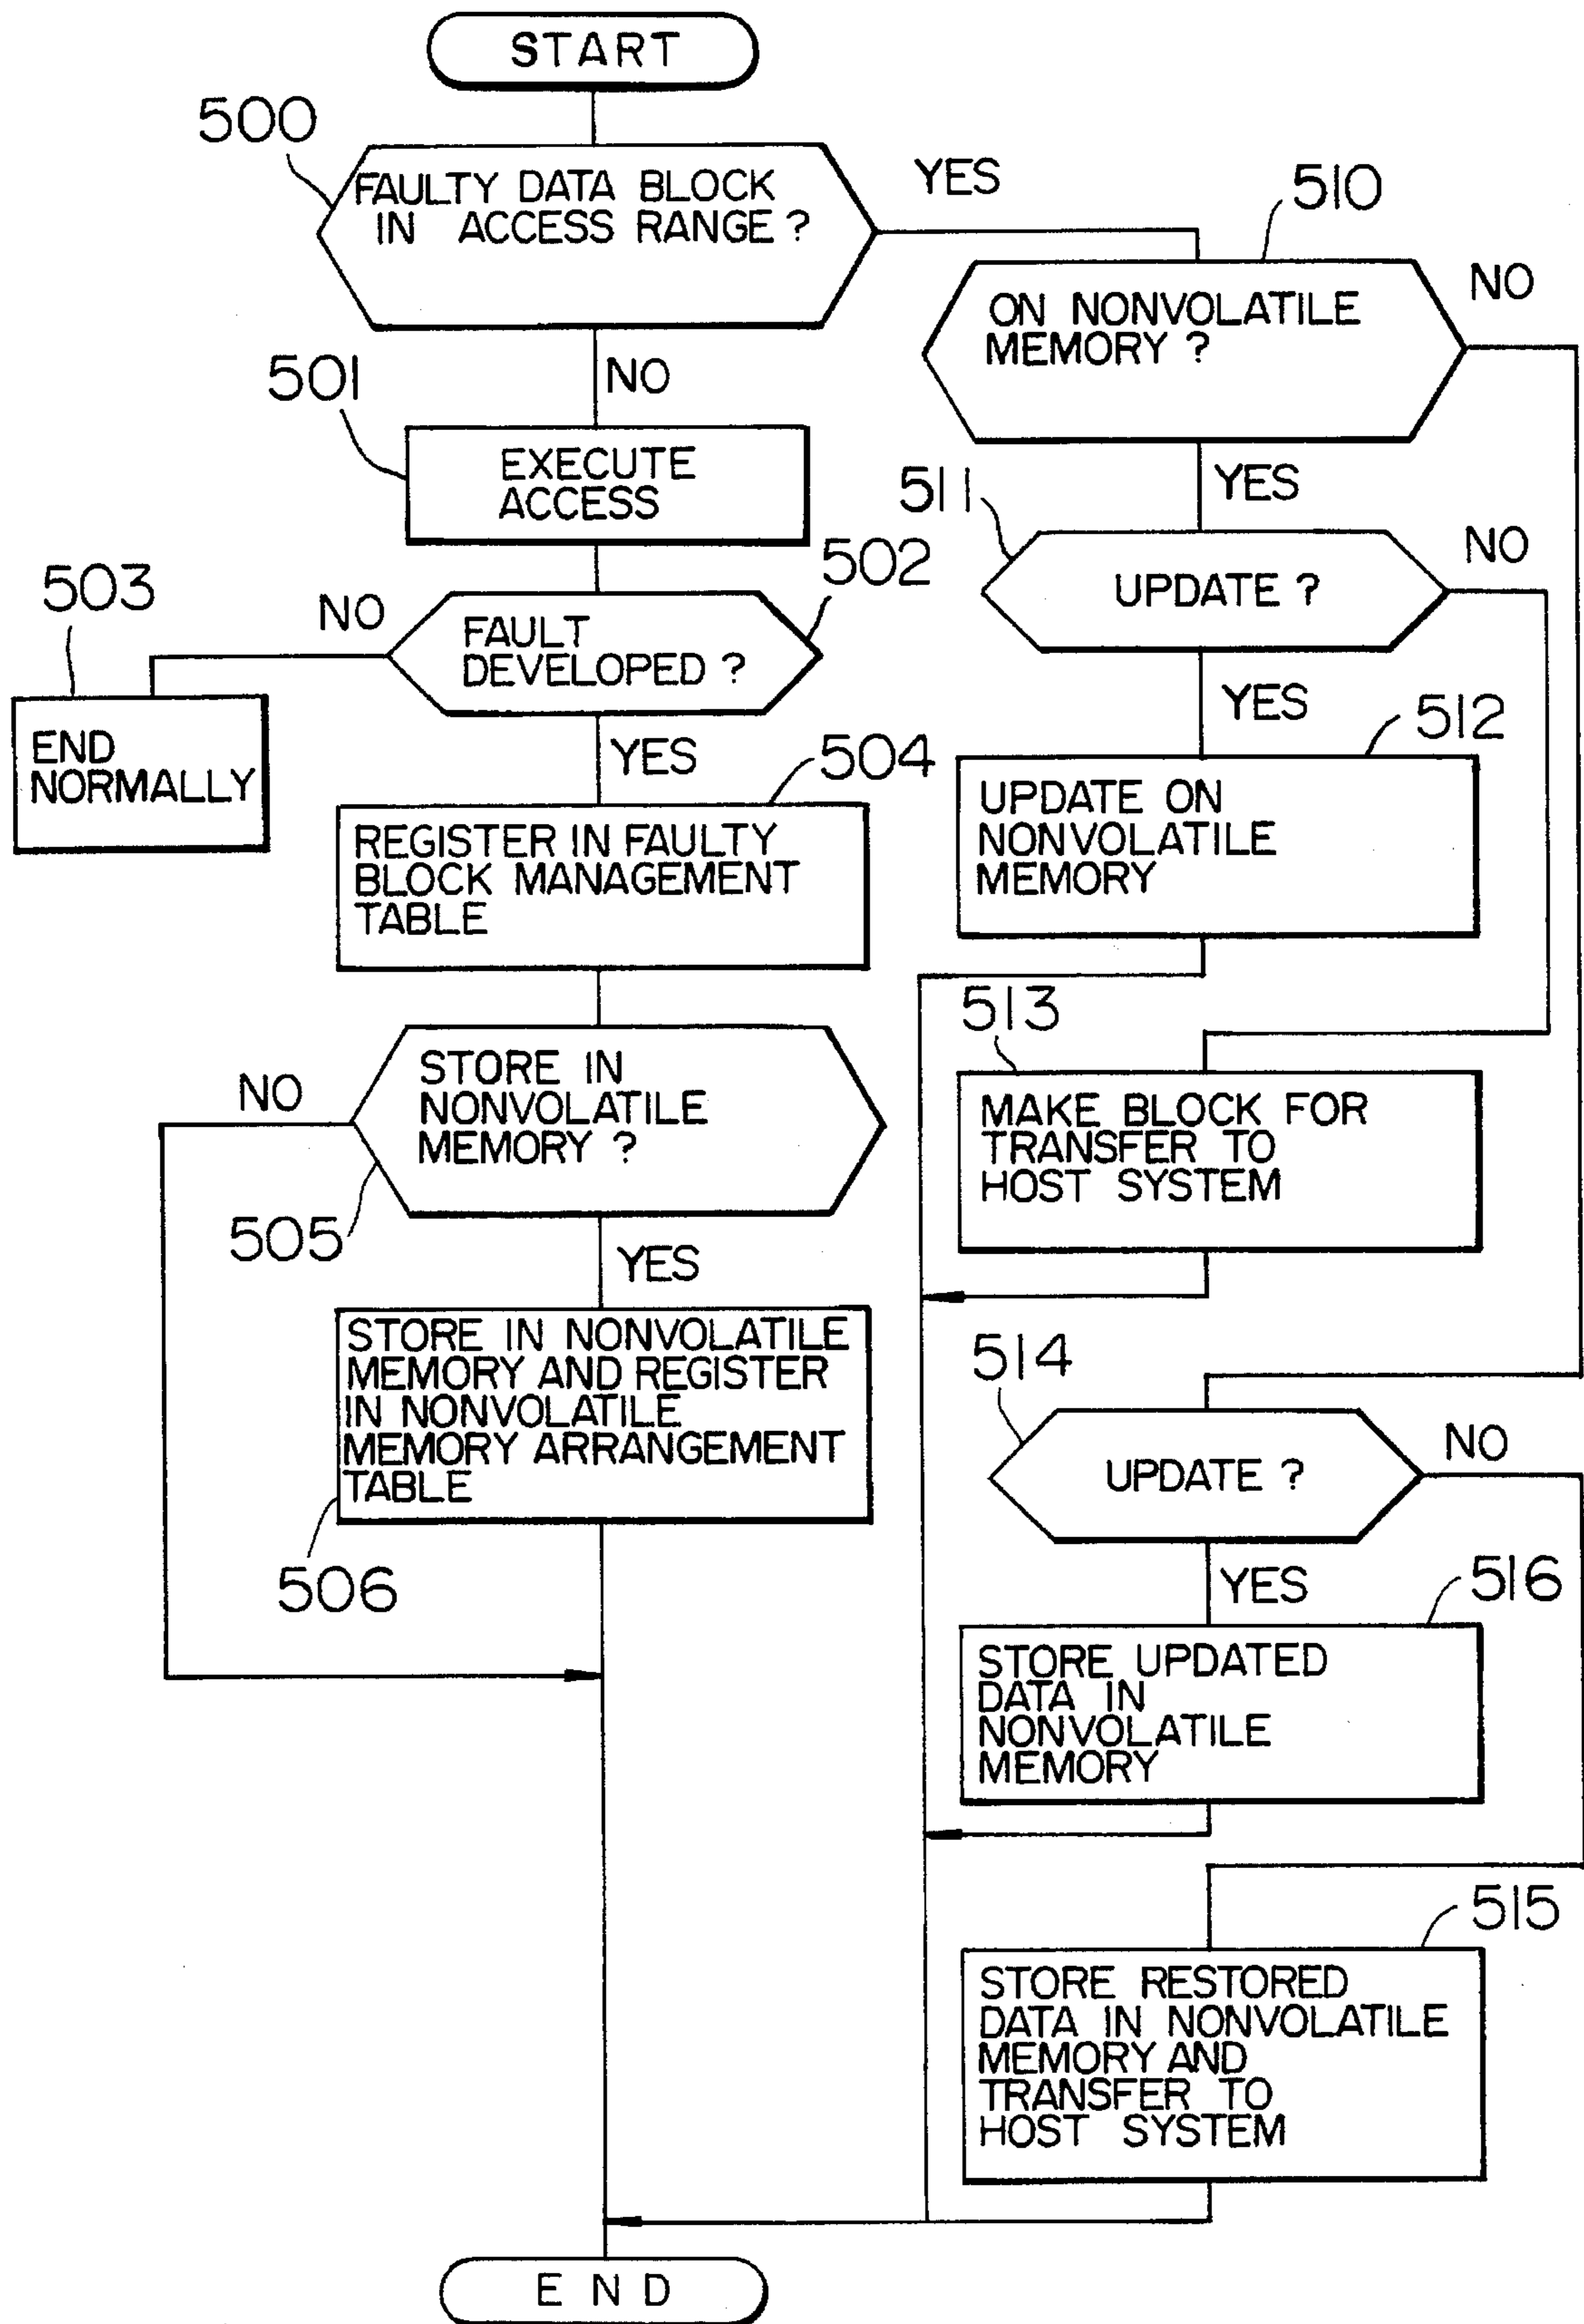 START
500
FAULTY DATA BLOCK
IN ACCESS RANGE?
YES
510
NO
ON NONVOLATILE
MEMORY?
NO
501
EXECUTE
ACCESS
YES
511
NO
UPDATE?
502
503
NO
FAULT
DEVELOPED?
END
NORMALLY
YES
504
YES
512
REGISTER IN FAULTY
BLOCK MANAGEMENT
TABLE
UPDATE ON
NONVOLATILE
MEMORY
513
MAKE BLOCK FOR
TRANSFER TO
HOST SYSTEM
NO
STORE IN
NONVOLATILE
MEMORY?
505
YES
STORE IN NONVOLATILE
MEMORY AND REGISTER
IN NONVOLATILE
MEMORY ARRANGEMENT
TABLE
506
514
NO
UPDATE?
YES
516
STORE UPDATED
DATA IN
NONVOLATILE
MEMORY
515
STORE RESTORED
DATA IN NONVOLATILE
MEMORY AND
TRANSFER TO
HOST SYSTEM
END